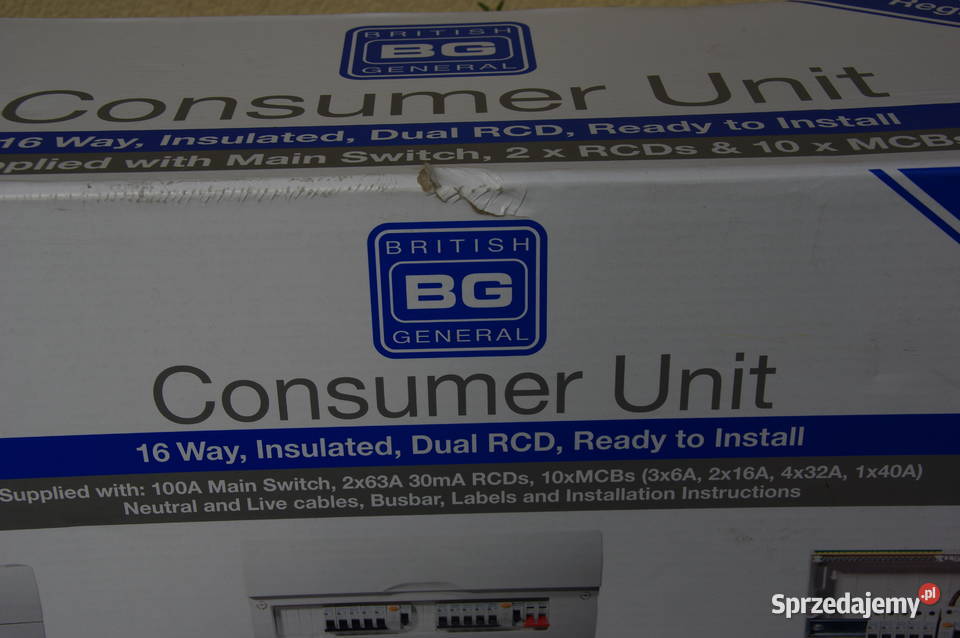 Reg
BRITISH
BG
GENERAL
Consumer Unit
16 Way, Insulated, Dual RCD, Ready to Install
pplied with Main Switch, 2 x RCDs & 10 x MCBs
BRITISH
BG
GENERAL
Consumer Unit
16 Way, Insulated, Dual RCD, Ready to Install
Supplied with: 100A Main Switch, 2x63A 30mA RCDs, 10xMCBs (3x6A, 2x16A, 4x32A, 1x40A)
Neutral and Live cables, Busbar, Labels and Installation Instructions
Sprzedajemy.pl